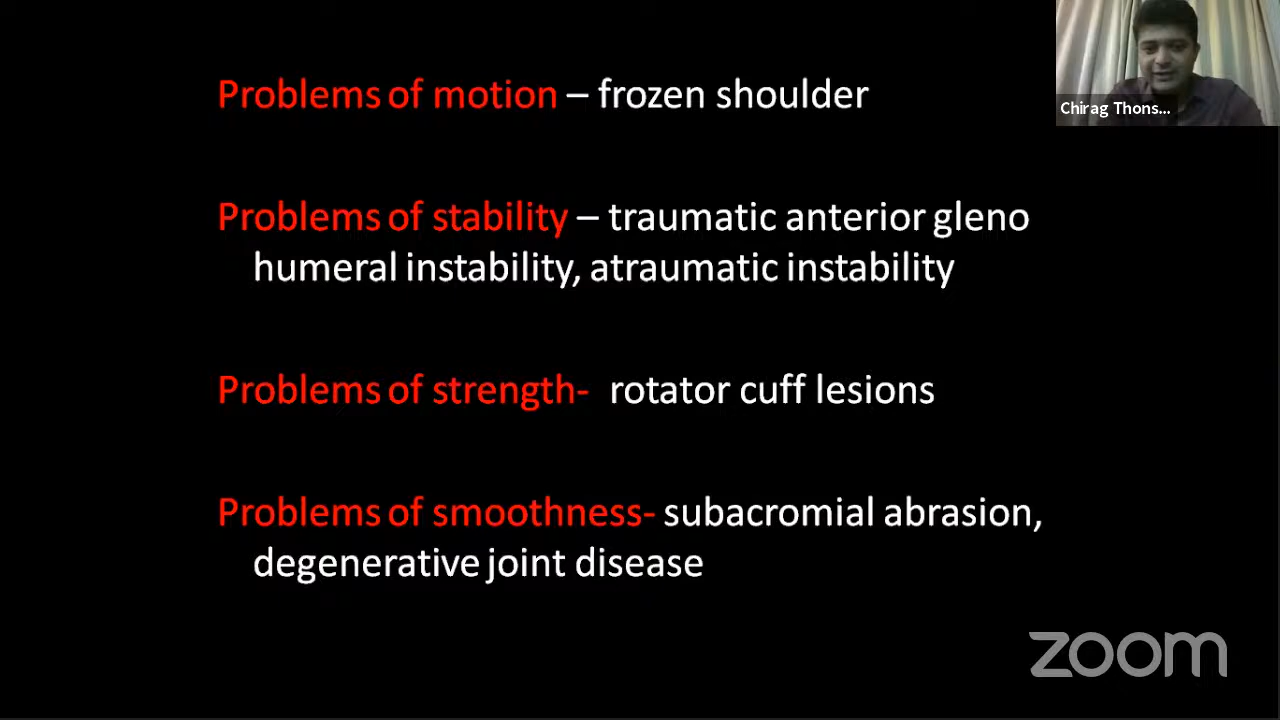 Problems of motion – frozen shoulder
Chirag Thons...
Problems of stability – traumatic anterior gleno
humeral instability, atraumatic instability
Problems of strength- rotator cuff lesions
Problems of smoothness- subacromial abrasion,
degenerative joint disease
zoom